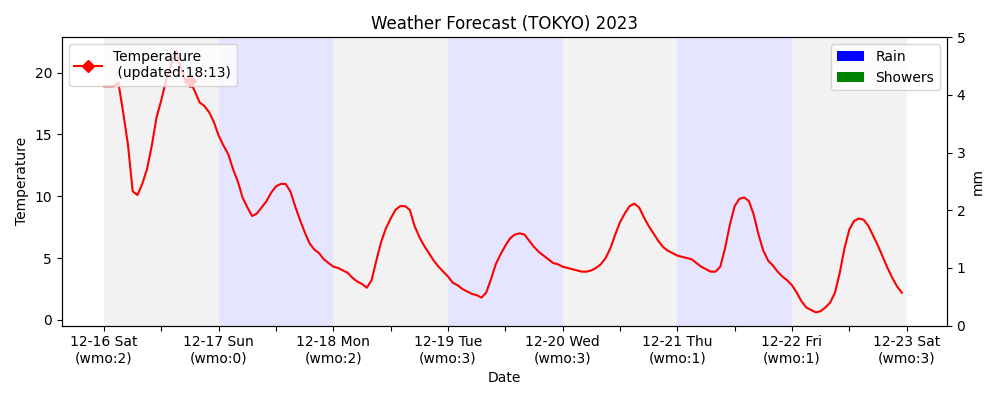 Weather Forecast (TOKYO) 2023
Temperature
(updated:18:13)
Rain
Showers
Temperature
20
15
10
5
0
5
4
3
2
1
0
mm
12-16 Sat 12-17 Sun 12-18 Mon 12-19 Tue 12-20 Wed 12-21 Thu 12-22 Fri 12-23 Sat
(wmo:2) (wmo:0) (wmo:2) (wmo:3) (wmo:3) (wmo:1) (wmo:1) (wmo:3)
Date